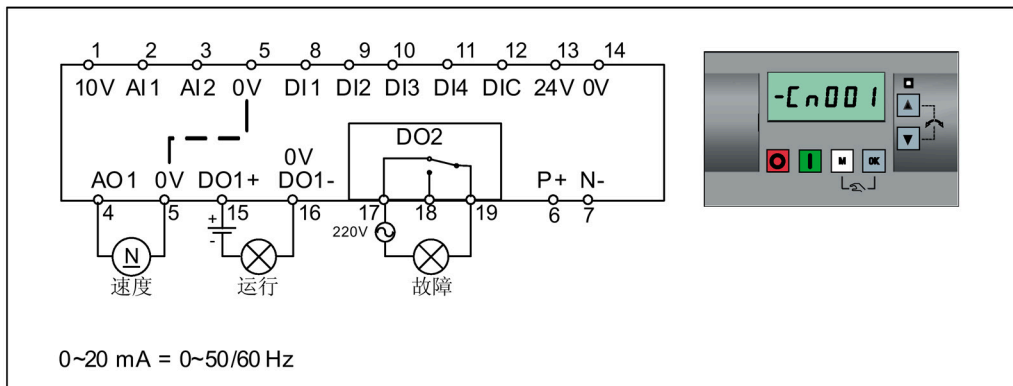 1 2 3 5 8 9 10 11 12 13 14
10V AI1 AI2 0V DI1 DI2 DI3 DI4 DIC 24V 0V
-Cn001
DO2
0V
AO1 0V DO1+ DO1- P+ N-
4 5 15 16 17 18 19 6 7
+
-
220V
N
M OK
速度 运行 故障
0~20 mA = 0~50/60 Hz